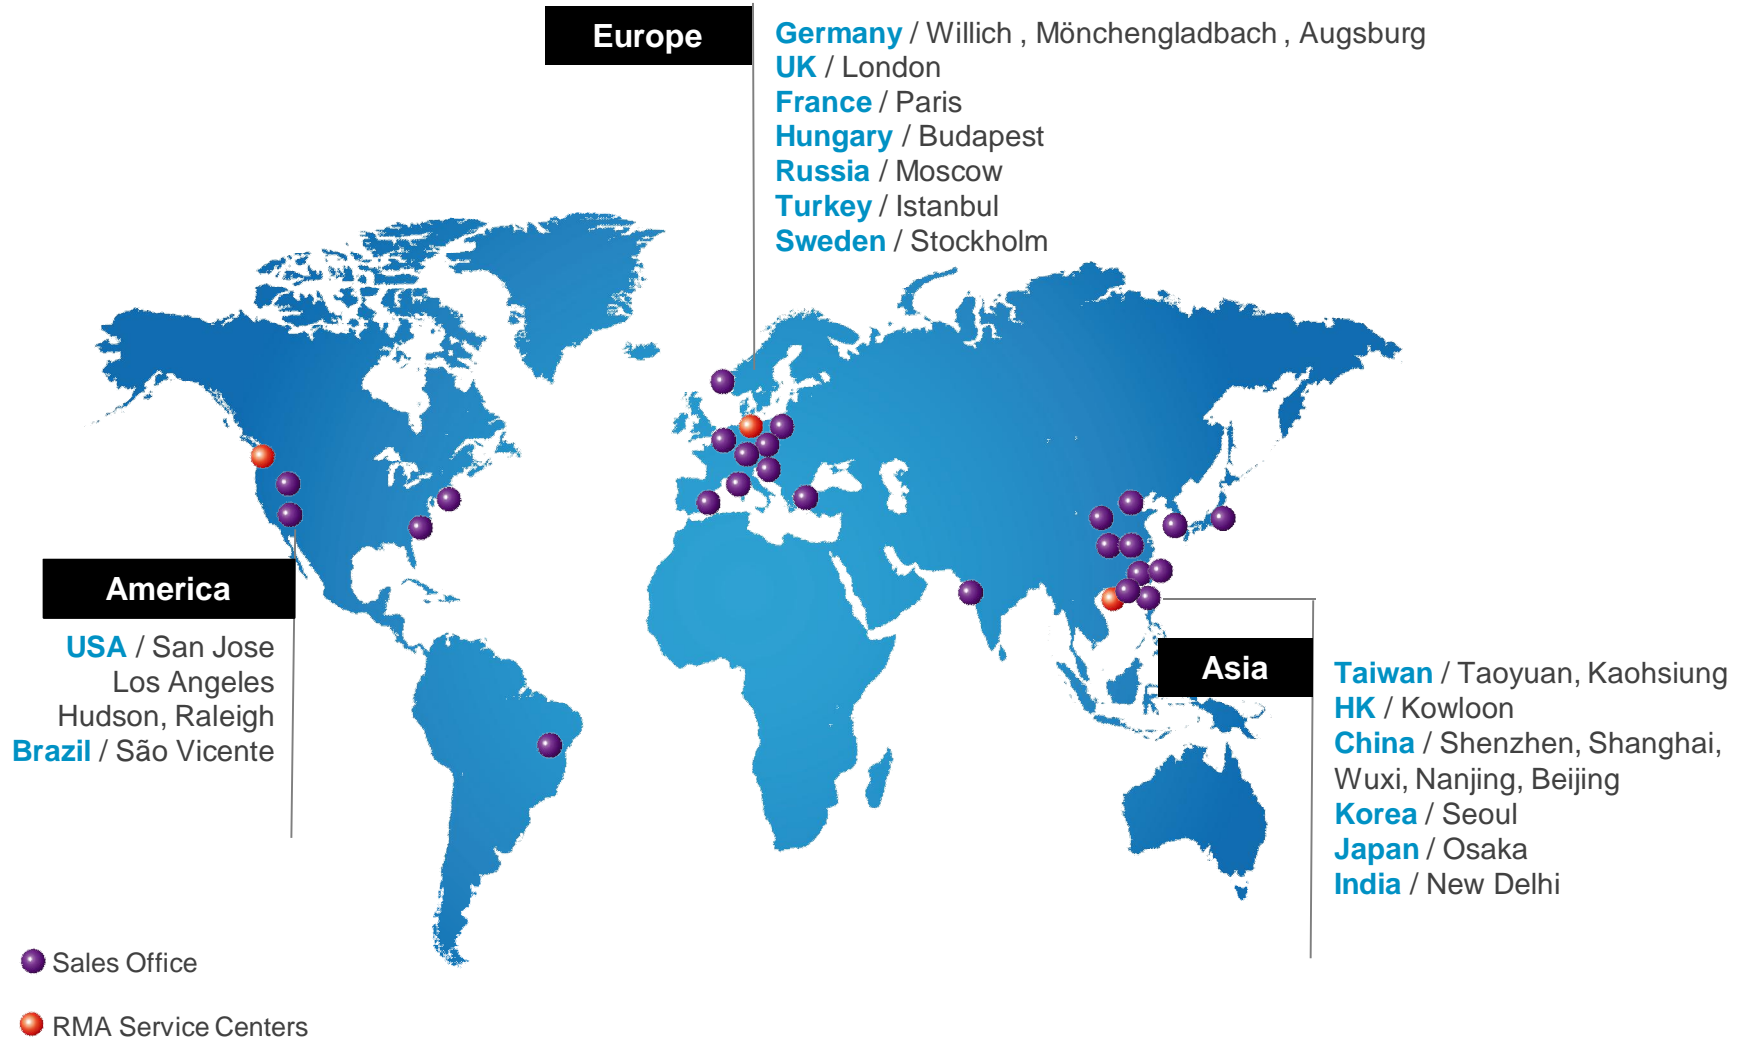 Europe
Germany / Willich , Mönchengladbach , Augsburg
UK / London
France / Paris
Hungary / Budapest
Russia / Moscow
Turkey / Istanbul
Sweden / Stockholm
America
USA / San Jose
Los Angeles
Hudson, Raleigh
Brazil / São Vicente
Asia
Taiwan / Taoyuan, Kaohsiung
HK / Kowloon
China / Shenzhen, Shanghai,
Wuxi, Nanjing, Beijing
Korea / Seoul
Japan / Osaka
India / New Delhi
Sales Office
RMA Service Centers